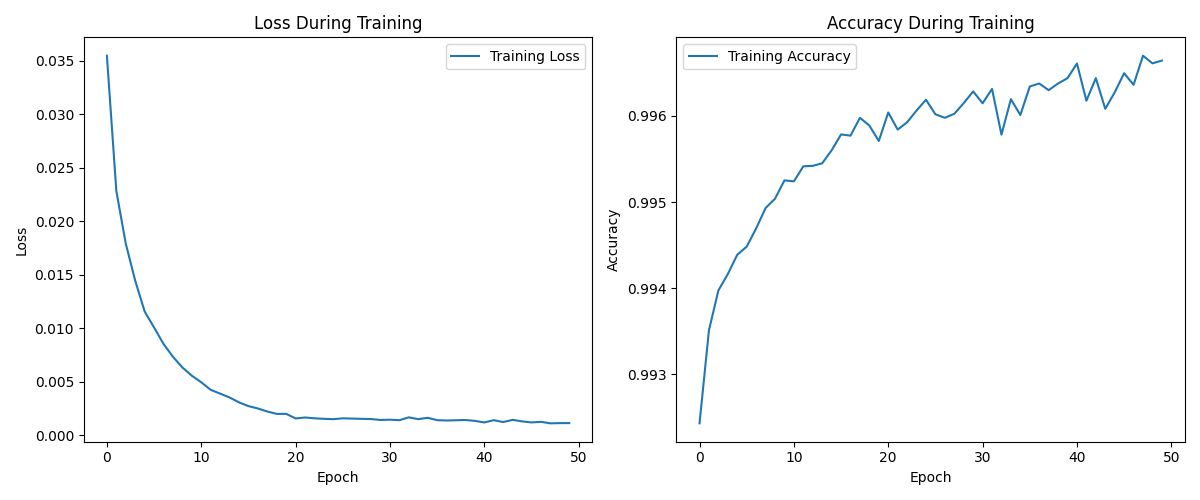 Loss During Training
Training Loss
0.035
0.030
0.025
0.020
0.015
0.010
0.005
0.000
Loss
0 10 20 30 40 50
Epoch
Accuracy During Training
Training Accuracy
0.996
0.995
0.994
0.993
Accuracy
0 10 20 30 40 50
Epoch